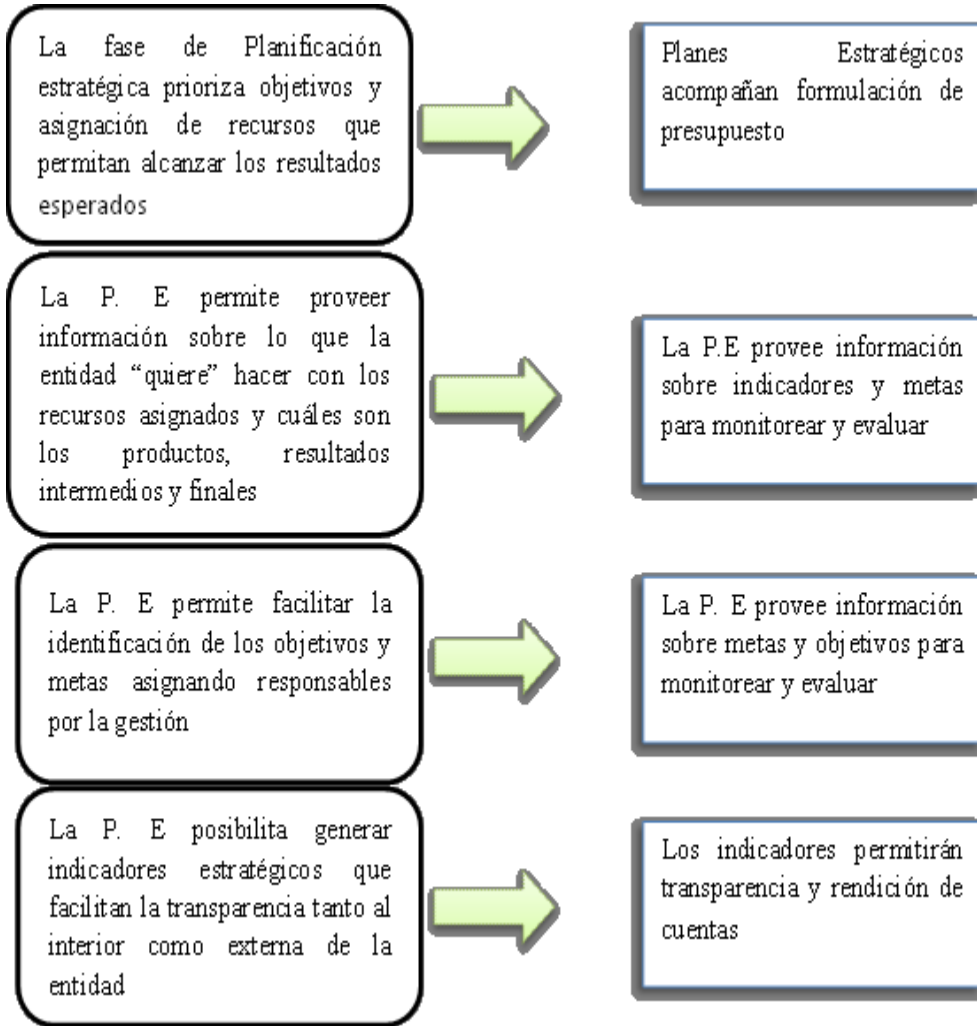 La fase de Planificación
estratégica prioriza objetivos y
asignación de recursos que
permitan alcanzar los resultados
esperados
Planes Estratégicos
acompañan formulación de
presupuesto
La P. E permite proveer
información sobre lo que la
entidad “quiere” hacer con los
recursos asignados y cuáles son
los productos, resultados
intermedios y finales
La P.E provee información
sobre indicadores y metas
para monitorear y evaluar
La P. E permite facilitar la
identificación de los objetivos y
metas asignando responsables
por la gestión
La P. E provee información
sobre metas y objetivos para
monitorear y evaluar
La P. E posibilita generar
indicadores estratégicos que
facilitan la transparencia tanto al
interior como externa de la
entidad
Los indicadores permitirán
transparencia y rendición de
cuentas